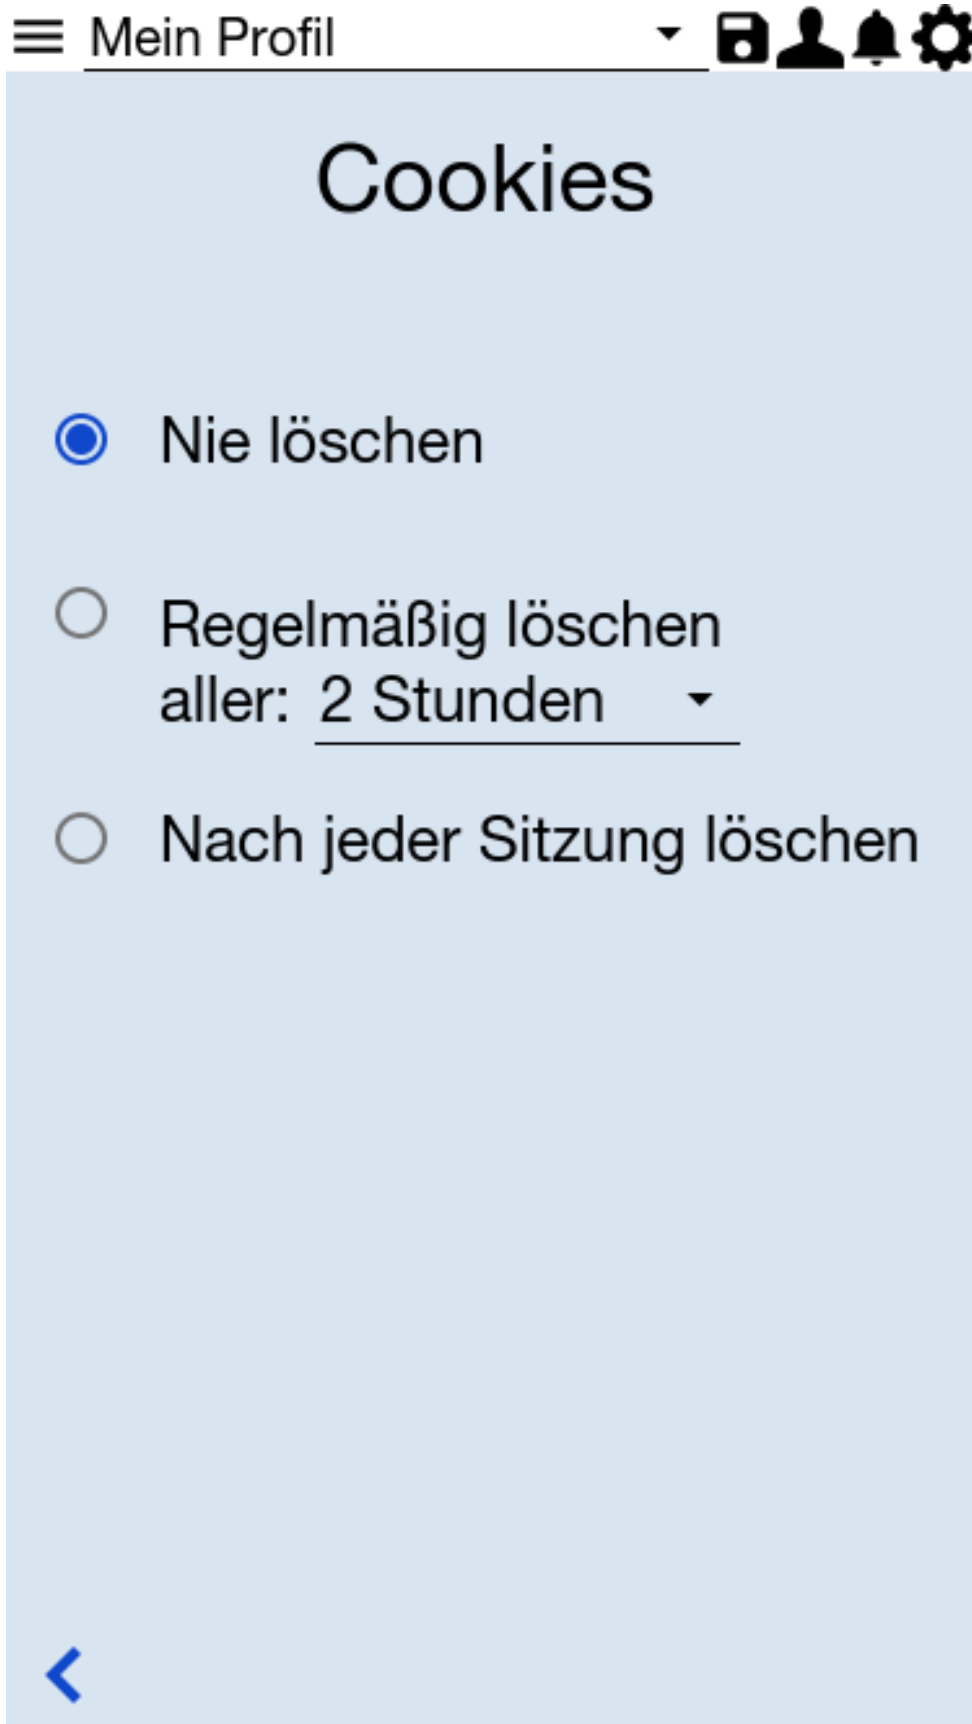 Mein Profil
Cookies
Nie löschen
Regelmäßig löschen
aller: 2 Stunden
Nach jeder Sitzung löschen